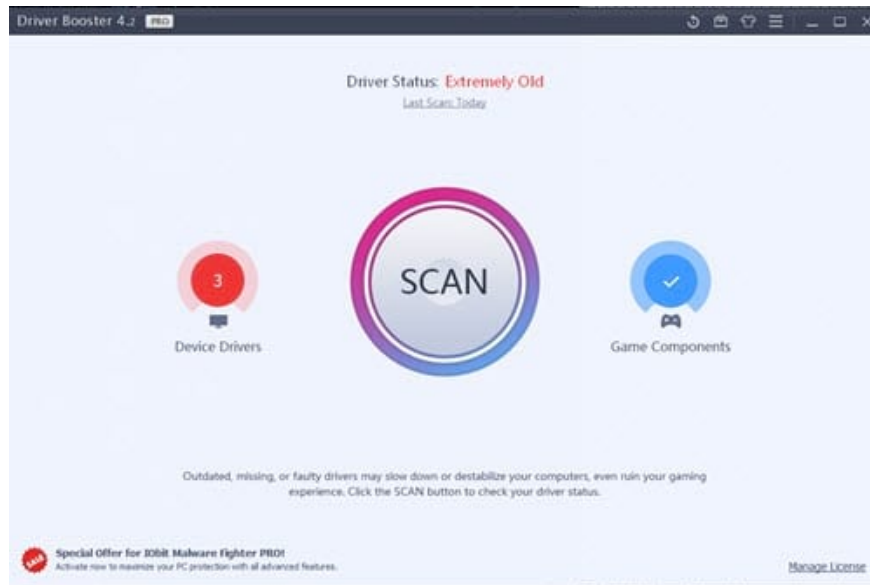 Driver Booster 4.2 PRO
Driver Status: Extremely Old
Last Scan: Today
3
SCAN
Device Drivers
Game Components
Outdated, missing, or faulty drivers may slow down or destabilize your computers, even ruin your gaming
experience. Click the SCAN button to check your driver status.
SALE
Special Offer for IObit Malware Fighter PRO!
Activate now to maximize your PC protection with all advanced features.
Manage License